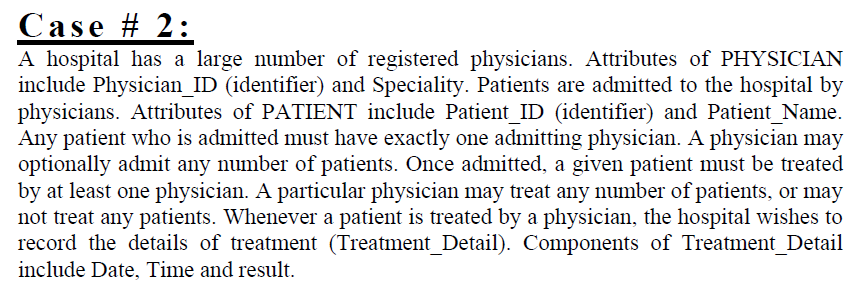 Case # 2:
A hospital has a large number of registered physicians. Attributes of PHYSICIAN
include Physician_ID (identifier) and Speciality. Patients are admitted to the hospital by
physicians. Attributes of PATIENT include Patient_ID (identifier) and Patient_Name.
Any patient who is admitted must have exactly one admitting physician. A physician may
optionally admit any number of patients. Once admitted, a given patient must be treated
by at least one physician. A particular physician may treat any number of patients, or may
not treat any patients. Whenever a patient is treated by a physician, the hospital wishes to
record the details of treatment (Treatment_Detail). Components of Treatment_Detail
include Date, Time and result.